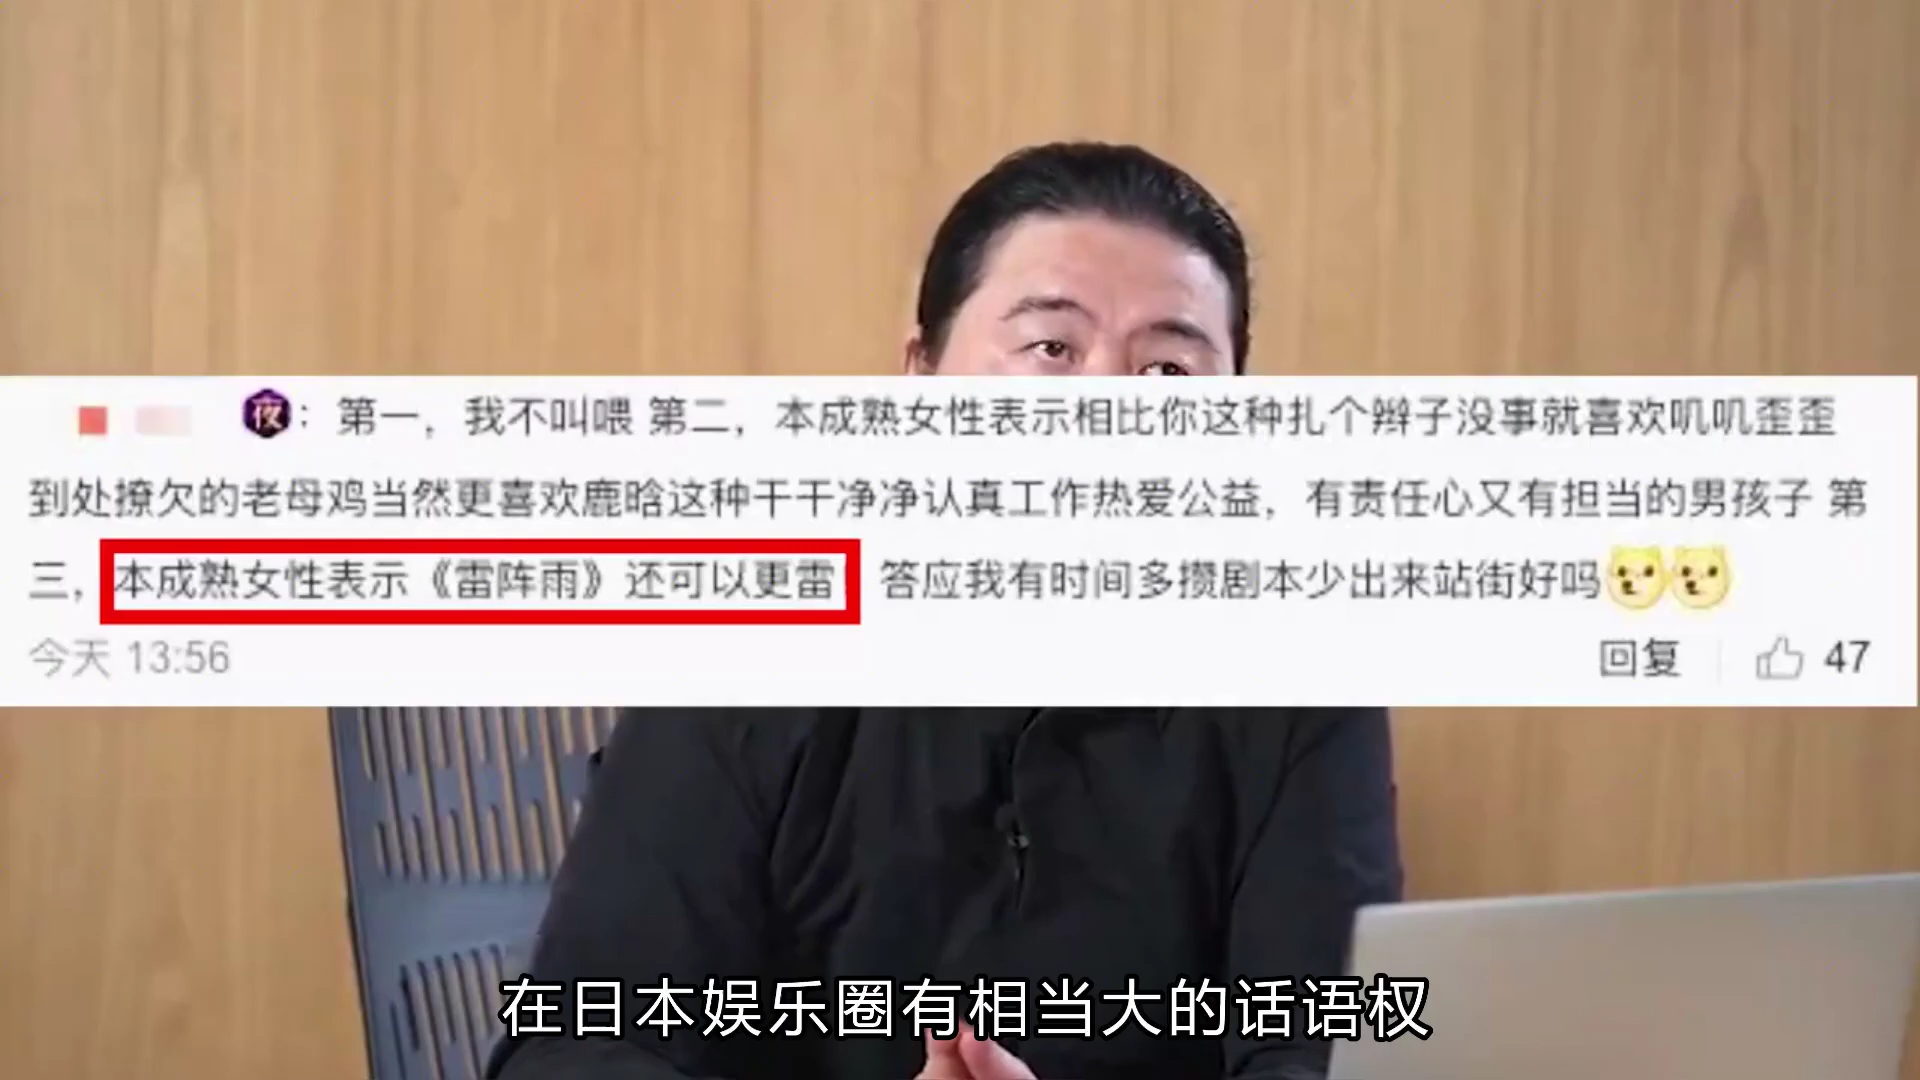 夜：第一，我不叫喂 第二，本成熟女性表示相比你这种扎个辫子没事就喜欢叽叽歪歪
到处撩欠的老母鸡当然更喜欢鹿晗这种干干净净认真工作热爱公益，有责任心又有担当的男孩子 第
三，本成熟女性表示《雷阵雨》还可以更雷 答应我有时间多攒剧本少出来站街好吗
今天 13:56 回复 47
在日本娱乐圈有相当大的话语权